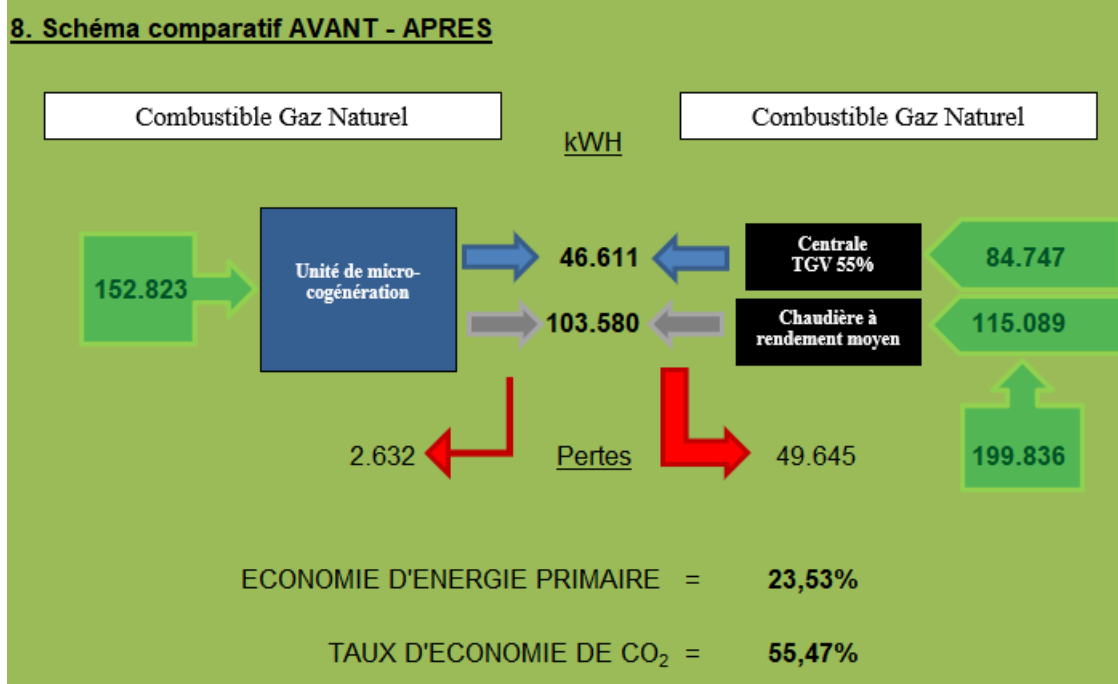 8. Schéma comparatif AVANT - APRES
Combustible Gaz Naturel
Combustible Gaz Naturel
kWH
152.823
Unité de micro-
cogénération
46.611
103.580
Centrale
TGV 55%
84.747
Chaudière à
rendement moyen
115.089
2.632
Pertes
49.645
199.836
ECONOMIE D'ENERGIE PRIMAIRE = 23,53%
TAUX D'ECONOMIE DE CO₂ = 55,47%